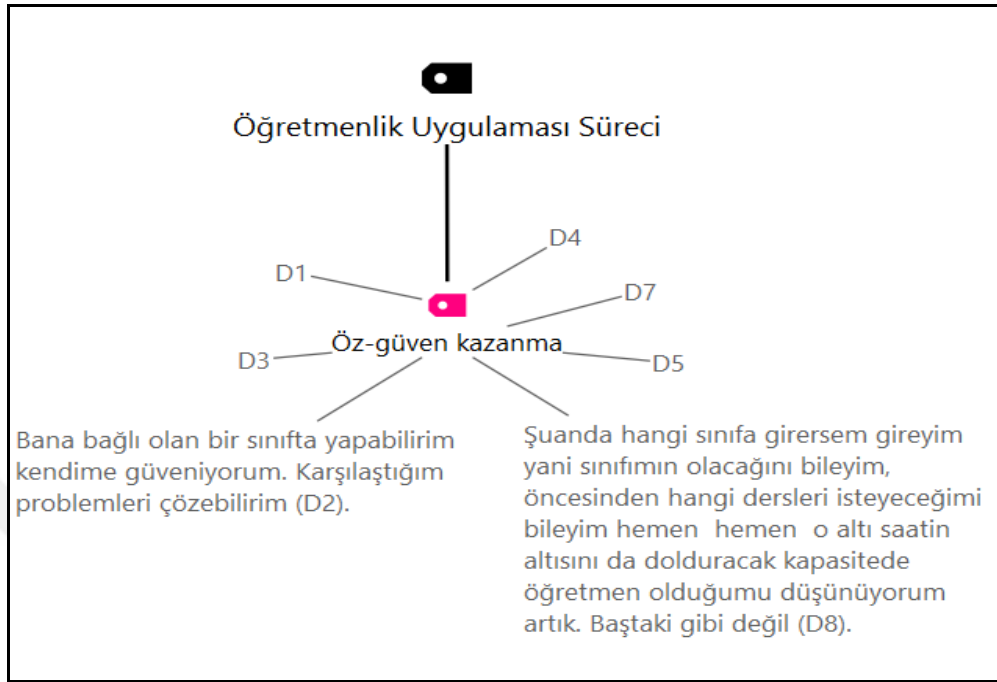 Öğretmenlik Uygulaması Süreci
D4
D1
D7
Öz-güven kazanma
D3
D5
Bana bağlı olan bir sınıfta yapabilirim
kendime güveniyorum. Karşılaştığım
problemleri çözebilirim (D2).
Şuanda hangi sınıfa girersem gireyim
yani sınıfımın olacağını bileyim,
öncesinden hangi dersleri isteyeceğimi
bileyim hemen hemen o altı saatin
altısını da dolduracak kapasitede
öğretmen olduğumu düşünüyorum
artık. Baştaki gibi değil (D8).